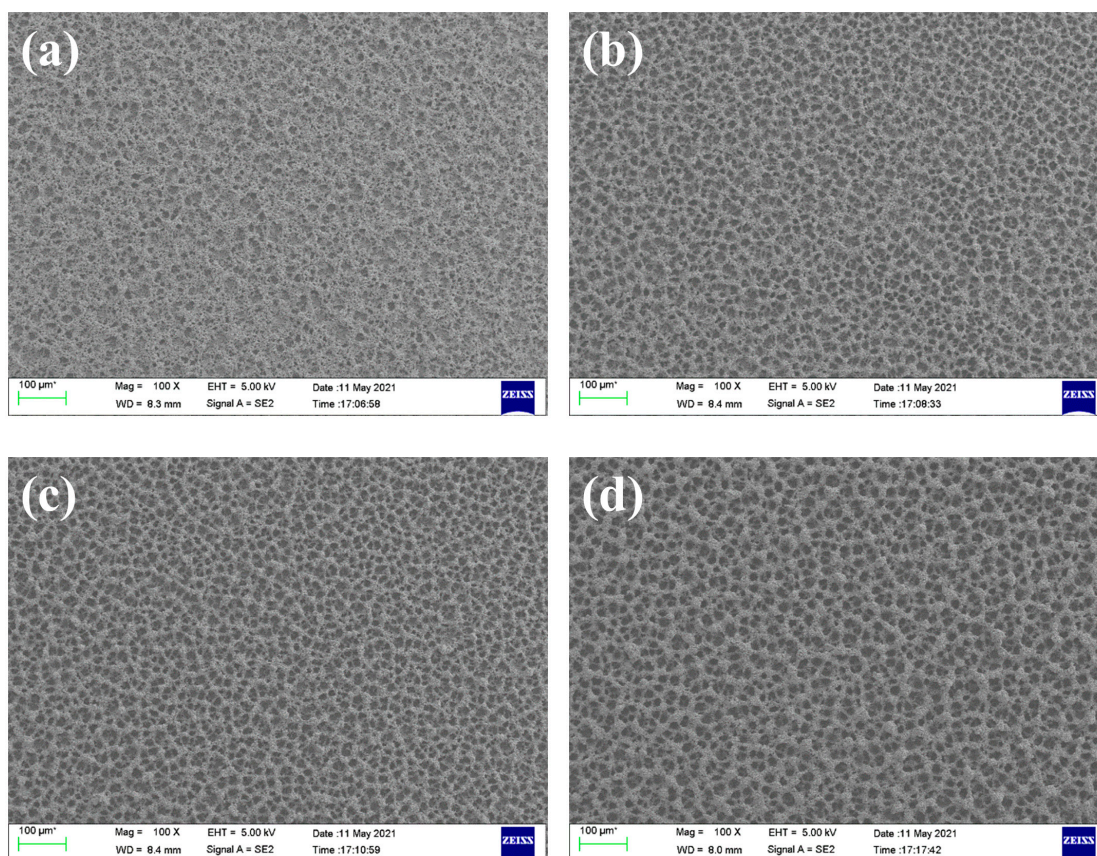 (a)
100 µm*
Mag = 100 X
EHT = 5.00 kV
Date :11 May 2021
WD = 8.3 mm
Signal A = SE2
Time :17:06:58
ZEISS
(b)
100 µm*
Mag = 100 X
EHT = 5.00 kV
Date :11 May 2021
WD = 8.4 mm
Signal A = SE2
Time :17:08:33
ZEISS
(c)
100 µm*
Mag = 100 X
EHT = 5.00 kV
Date :11 May 2021
WD = 8.4 mm
Signal A = SE2
Time :17:10:59
ZEISS
(d)
100 µm*
Mag = 100 X
EHT = 5.00 kV
Date :11 May 2021
WD = 8.0 mm
Signal A = SE2
Time :17:17:42
ZEISS